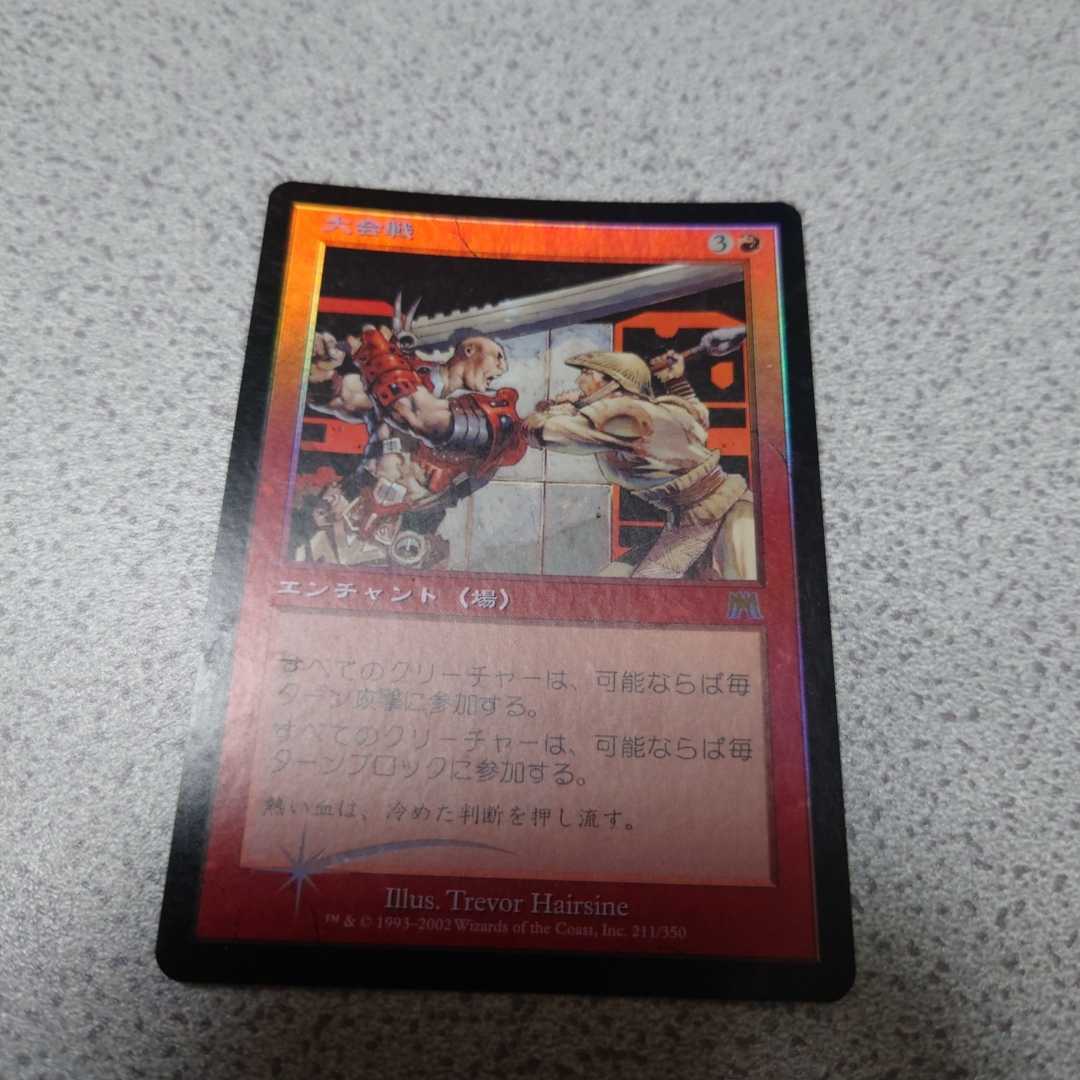 大会戦
3
エンチャント（場）
すべてのクリーチャーは、可能ならば毎
ターン攻撃に参加する。
すべてのクリーチャーは、可能ならば毎
ターンブロックに参加する。
熱い血は、冷めた判断を押し流す。
Illus. Trevor Hairsine
™ & © 1993–2002 Wizards of the Coast, Inc. 211/350